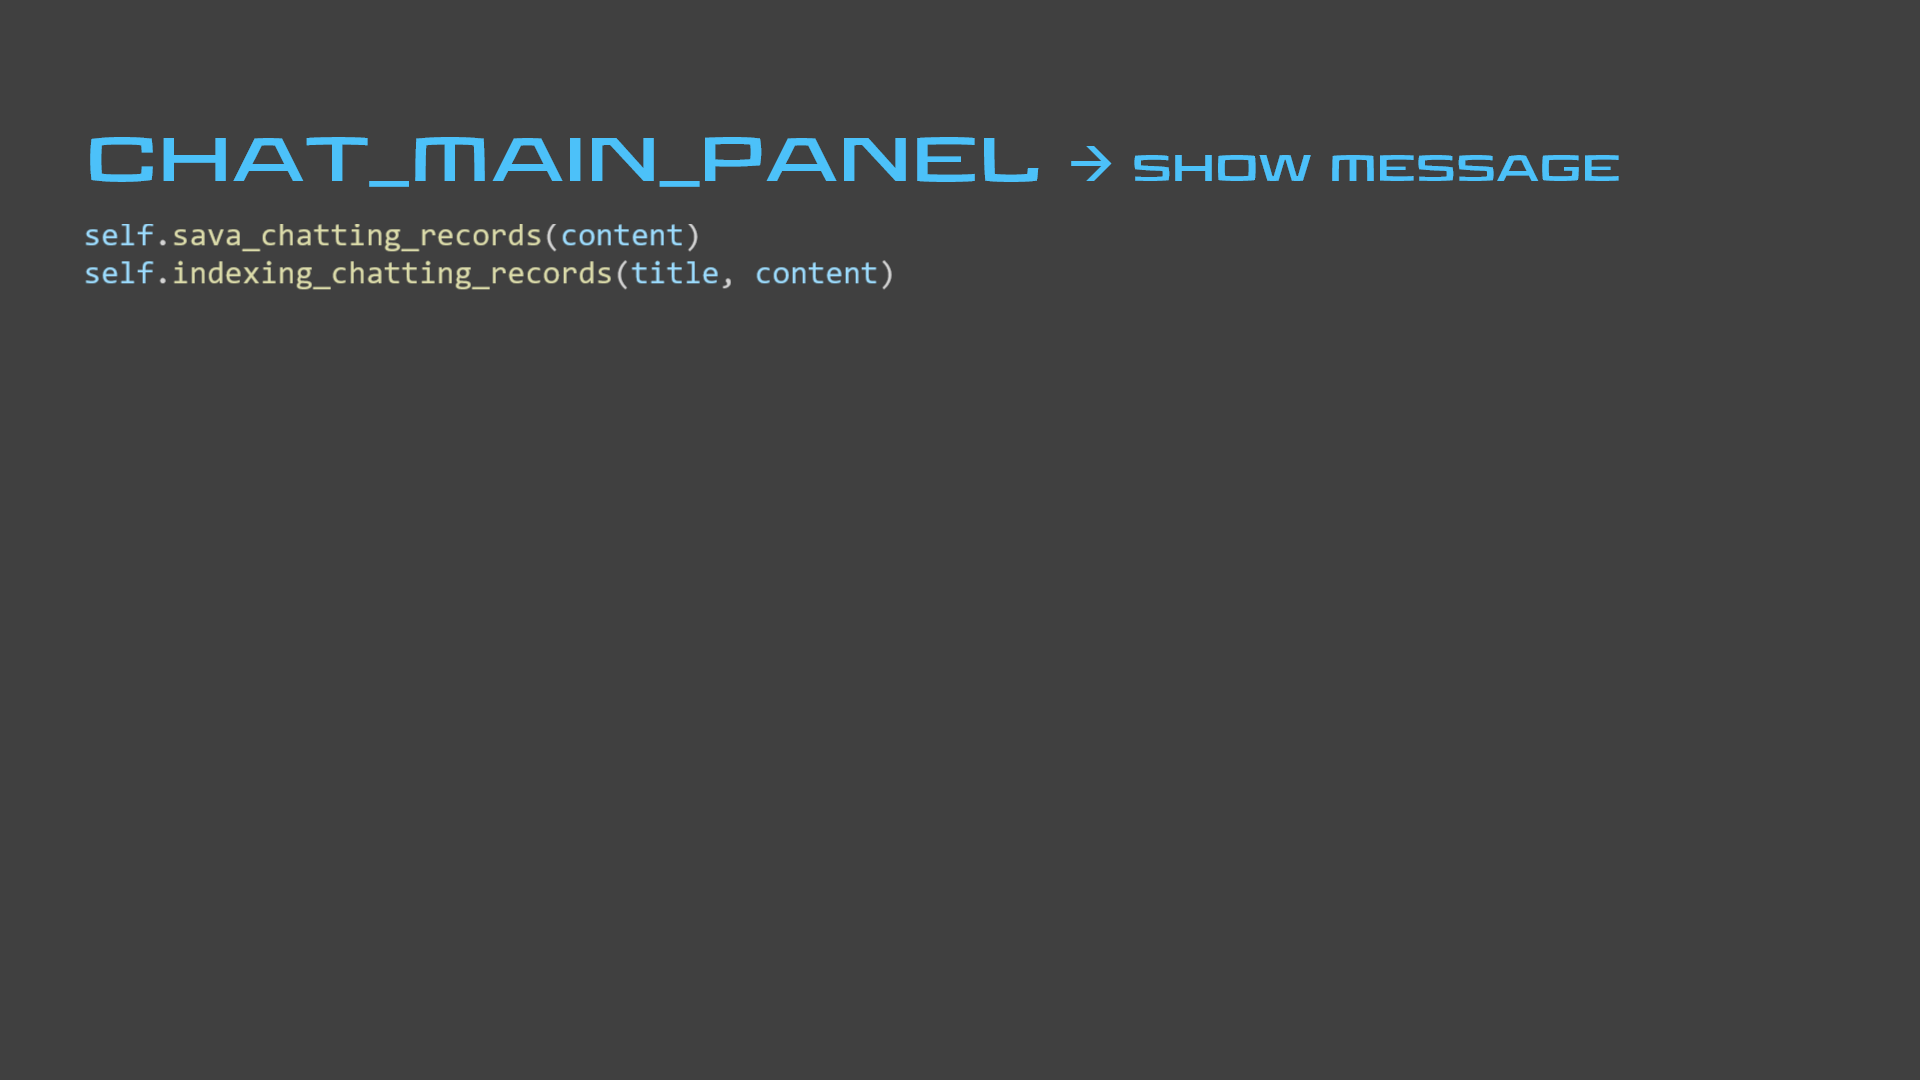 CHAT_MAIN_PANEL → SHOW MESSAGE
self.sava_chatting_records(content)
self.indexing_chatting_records(title, content)